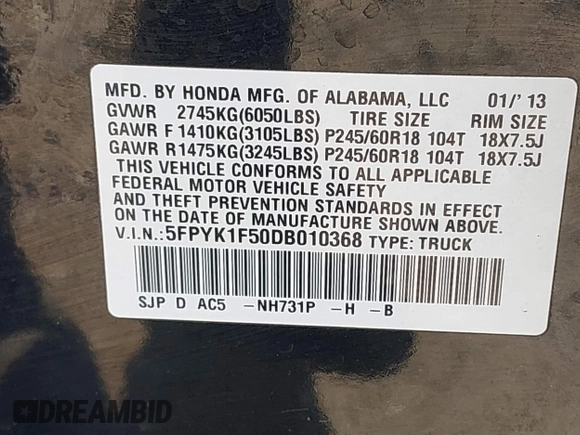 MFD. BY HONDA MFG. OF ALABAMA, LLC 01/'13
GVWR 2745KG(6050LBS) TIRE SIZE RIM SIZE
GAWR F 1410KG(3105LBS) P245/60R18 104T 18X7.5J
GAWR R 1475KG(3245LBS) P245/60R18 104T 18X7.5J
THIS VEHICLE CONFORMS TO ALL APPLICABLE
FEDERAL MOTOR VEHICLE SAFETY
AND THEFT PREVENTION STANDARDS IN EFFECT
ON THE DATE OF MANUFACTURE SHOWN ABOVE.
V.I.N.:5FPYK1F50DB010368 TYPE: TRUCK
SJP D AC5 -NH731P -H -B
DREAMBID